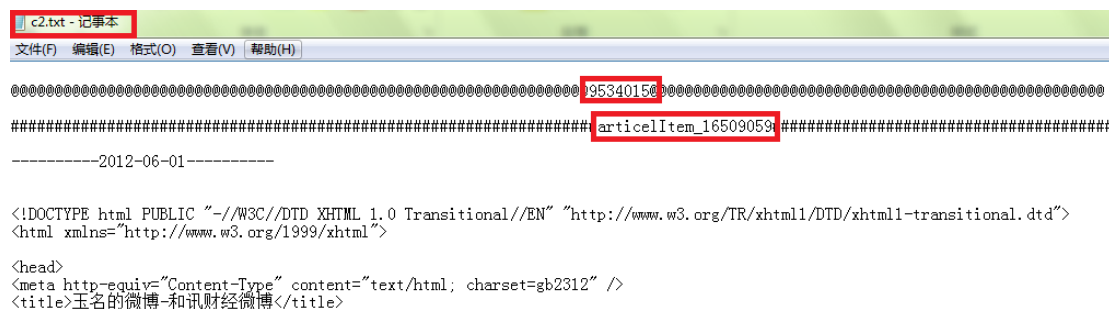 c2.txt - 记事本
文件(F) 编辑(E) 格式(O) 查看(V) 帮助(H)
@@@@@@@@@@@@@@@@@@@@@@@@@@@@@@@@@@@@@@@@@@@@@@@@@@@@@@@@@@@@@@@@@@9534015@@@@@@@@@@@@@@@@@@@@@@@@@@@@@@@@@@@@@@@@@@@@@@@@@@@@
###################################################################articelItem_16509059######################################
----------2012-06-01----------
<!DOCTYPE html PUBLIC "-//W3C//DTD XHTML 1.0 Transitional//EN" "http://www.w3.org/TR/xhtml1/DTD/xhtml1-transitional.dtd">
<html xmlns="http://www.w3.org/1999/xhtml">
<head>
<meta http-equiv="Content-Type" content="text/html; charset=gb2312" />
<title>玉名的微博-和讯财经微博</title>